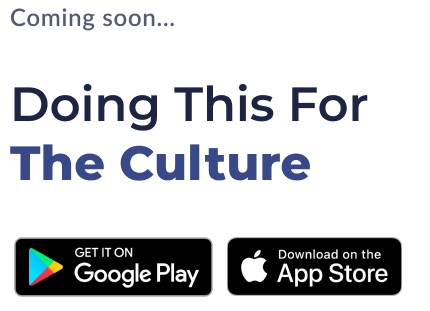 Coming soon...
Doing This For
The Culture
GET IT ON
Google Play
Download on the
App Store